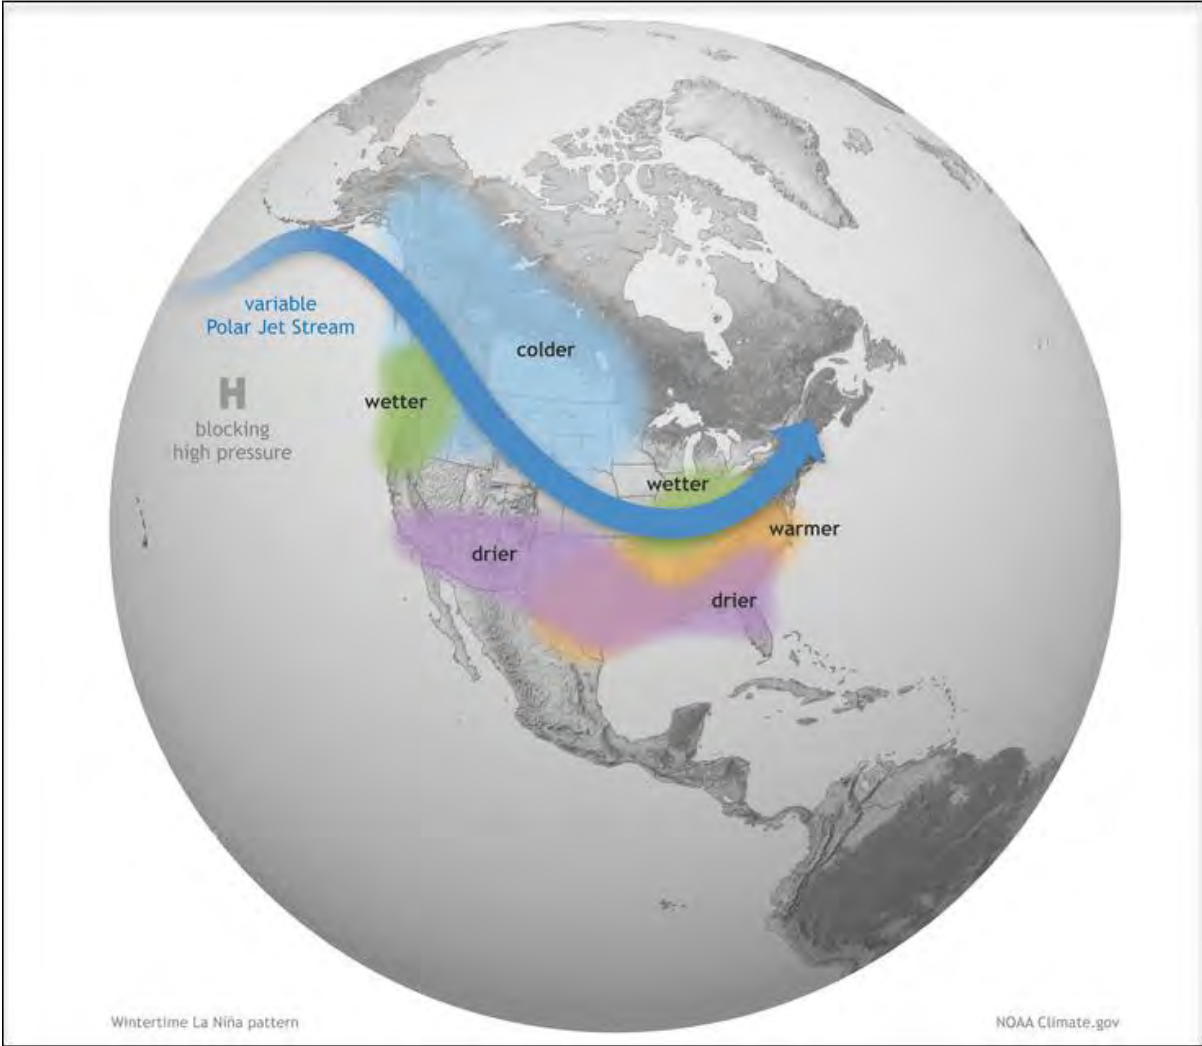 variable
Polar Jet Stream
colder
H
wetter
blocking
high pressure
wetter
warmer
drier
drier
Wintertime La Niña pattern
NOAA Climate.gov